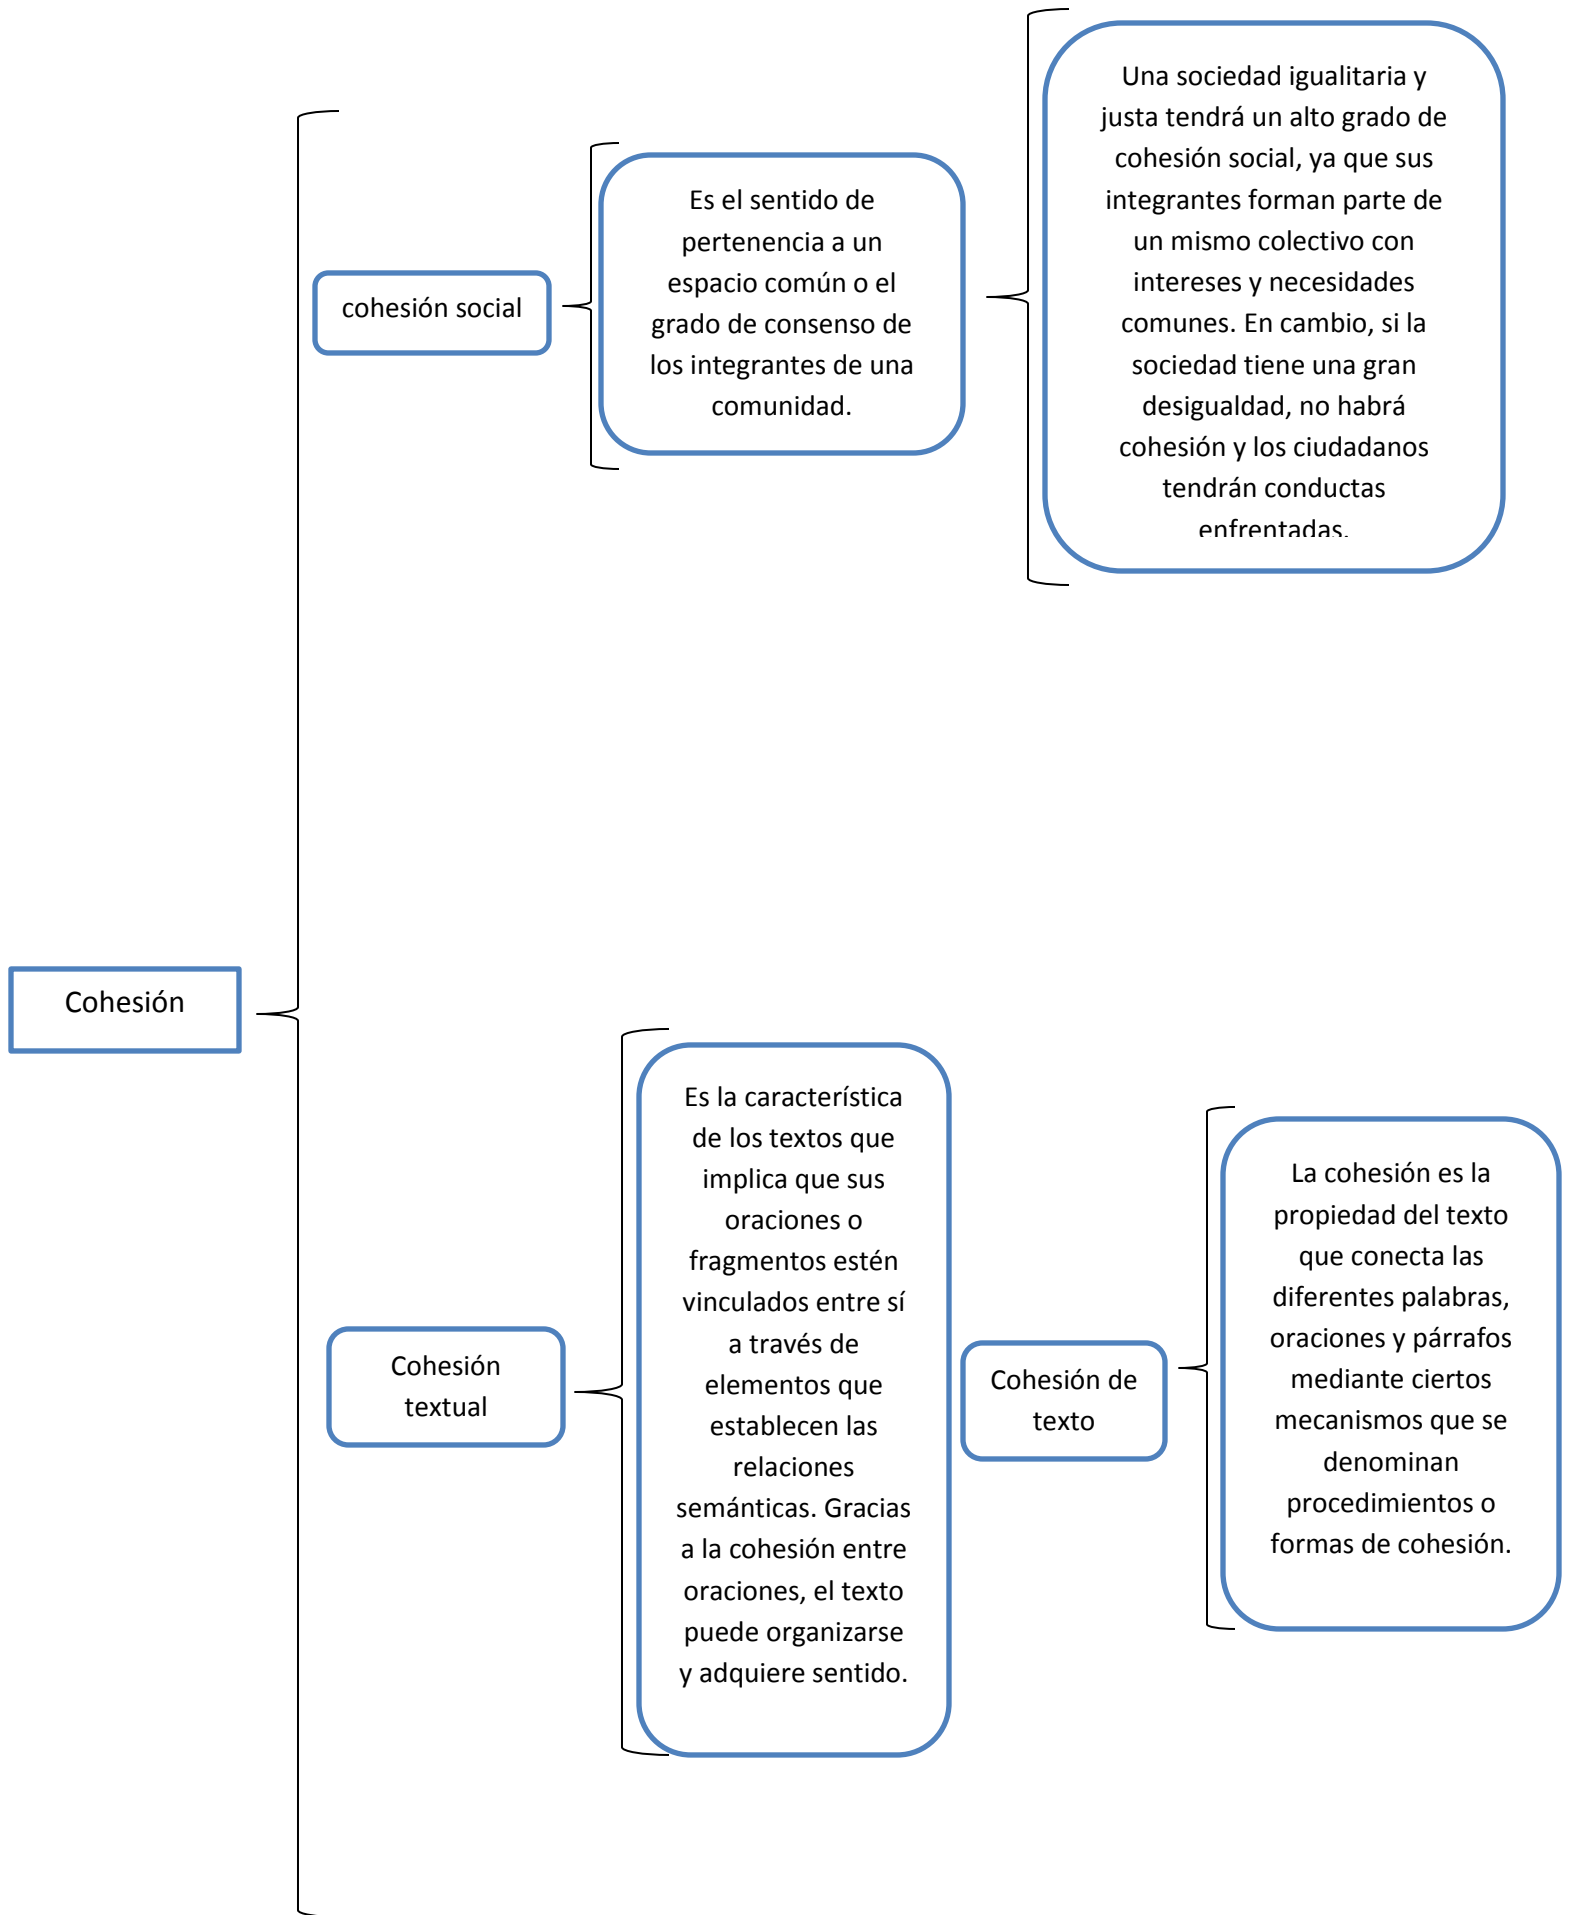 Cohesión
cohesión social
Es el sentido de
pertenencia a un
espacio común o el
grado de consenso de
los integrantes de una
comunidad.
Una sociedad igualitaria y
justa tendrá un alto grado de
cohesión social, ya que sus
integrantes forman parte de
un mismo colectivo con
intereses y necesidades
comunes. En cambio, si la
sociedad tiene una gran
desigualdad, no habrá
cohesión y los ciudadanos
tendrán conductas
enfrentadas.
Cohesión
textual
Es la característica
de los textos que
implica que sus
oraciones o
fragmentos estén
vinculados entre sí
a través de
elementos que
establecen las
relaciones
semánticas. Gracias
a la cohesión entre
oraciones, el texto
puede organizarse
y adquiere sentido.
Cohesión de
texto
La cohesión es la
propiedad del texto
que conecta las
diferentes palabras,
oraciones y párrafos
mediante ciertos
mecanismos que se
denominan
procedimientos o
formas de cohesión.